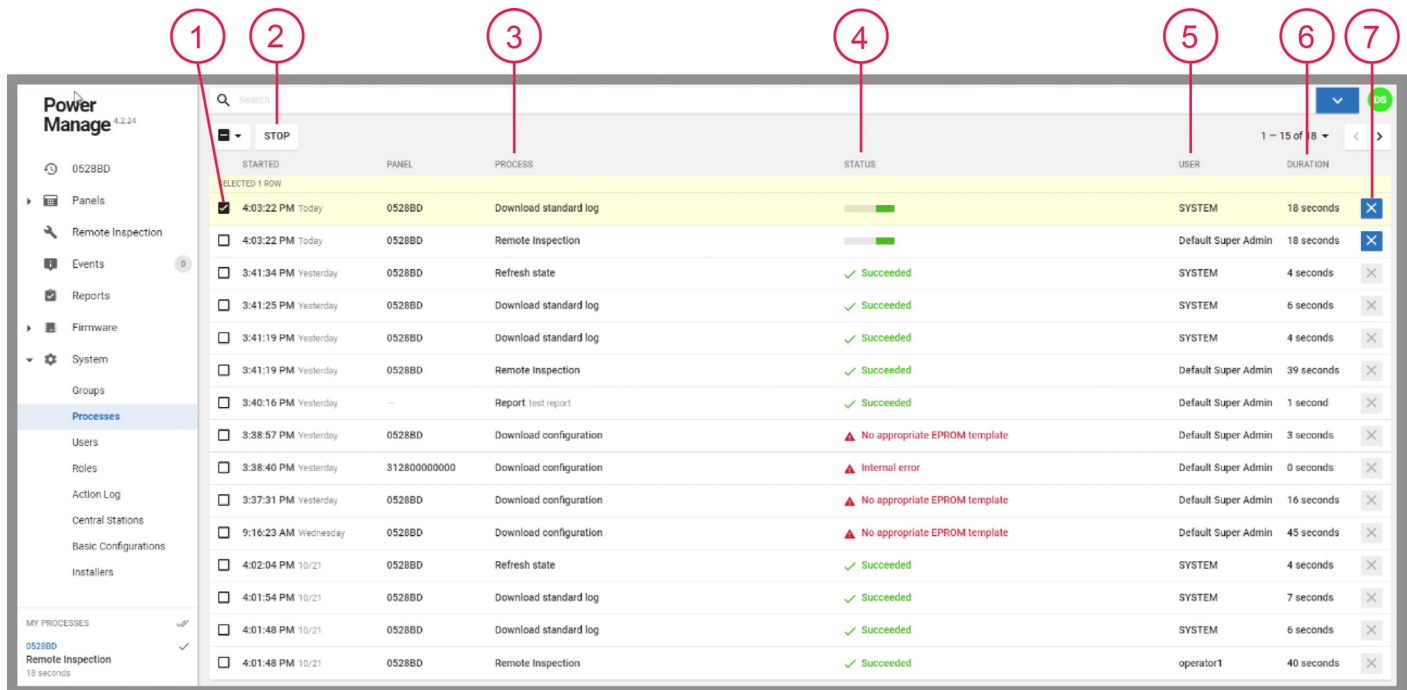 1 2 3 4 5 6 7
Power
Manage 4.2.24
Search
DS
STOP
1 – 15 of 18
STARTED PANEL PROCESS STATUS USER DURATION
SELECTED 1 ROW
4:03:22 PM Today 0528BD Download standard log SYSTEM 18 seconds
4:03:22 PM Today 0528BD Remote Inspection Default Super Admin 18 seconds
3:41:34 PM Yesterday 0528BD Refresh state Succeeded SYSTEM 4 seconds
3:41:25 PM Yesterday 0528BD Download standard log Succeeded SYSTEM 6 seconds
3:41:19 PM Yesterday 0528BD Download standard log Succeeded SYSTEM 4 seconds
3:41:19 PM Yesterday 0528BD Remote Inspection Succeeded Default Super Admin 39 seconds
3:40:16 PM Yesterday — Report test report Succeeded Default Super Admin 1 second
3:38:57 PM Yesterday 0528BD Download configuration No appropriate EPROM template Default Super Admin 3 seconds
3:38:40 PM Yesterday 312800000000 Download configuration Internal error Default Super Admin 0 seconds
3:37:31 PM Yesterday 0528BD Download configuration No appropriate EPROM template Default Super Admin 16 seconds
9:16:23 AM Wednesday 0528BD Download configuration No appropriate EPROM template Default Super Admin 45 seconds
4:02:04 PM 10/21 0528BD Refresh state Succeeded SYSTEM 4 seconds
4:01:54 PM 10/21 0528BD Download standard log Succeeded SYSTEM 7 seconds
4:01:48 PM 10/21 0528BD Download standard log Succeeded SYSTEM 6 seconds
4:01:48 PM 10/21 0528BD Remote Inspection Succeeded operator1 40 seconds
0528BD
Panels
Remote Inspection
Events 0
Reports
Firmware
System
Groups
Processes
Users
Roles
Action Log
Central Stations
Basic Configurations
Installers
MY PROCESSES
0528BD
Remote Inspection
18 seconds